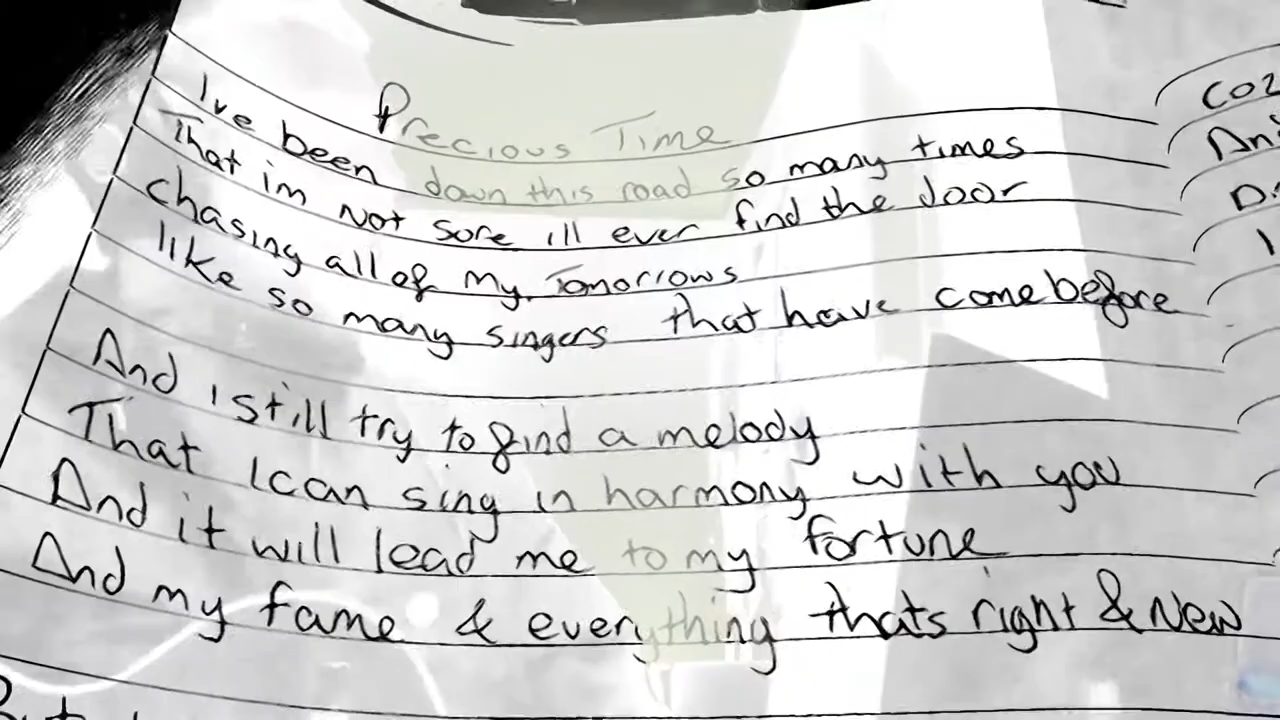 Precious Time
Ive been down this road so many times
That im Not sore ill ever find the door
chasing all of my Tomorrows
like so many singers that have come before
And i still try to find a melody
That I can sing in harmony with you
And it will lead me to my fortune
And my fame & everything thats right & New
Coz